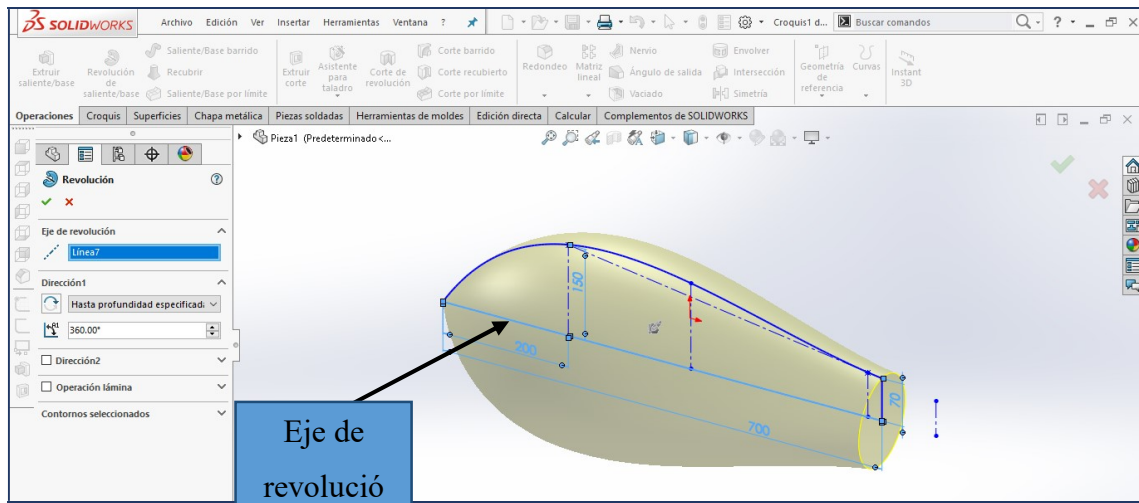 SOLIDWORKS Archivo Edición Ver Insertar Herramientas Ventana ? Croquis1 d... Buscar comandos ?
Extruir saliente/base
Revolución de saliente/base
Saliente/Base barrido
Recubrir
Saliente/Base por límite
Extruir corte
Asistente para taladro
Corte de revolución
Corte barrido
Corte recubierto
Corte por límite
Redondeo
Matriz lineal
Nervio
Ángulo de salida
Vaciado
Envolver
Intersección
Simetría
Geometría de referencia
Curvas
Instant 3D
Operaciones Croquis Superficies Chapa metálica Piezas soldadas Herramientas de moldes Edición directa Calcular Complementos de SOLIDWORKS
Pieza1 (Predeterminado<...
Revolución
Eje de revolución
Línea7
Dirección1
Hasta profundidad especificada
360.00°
Dirección2
Operación lámina
Contornos seleccionados
150
200
700
70
Eje de
revolució